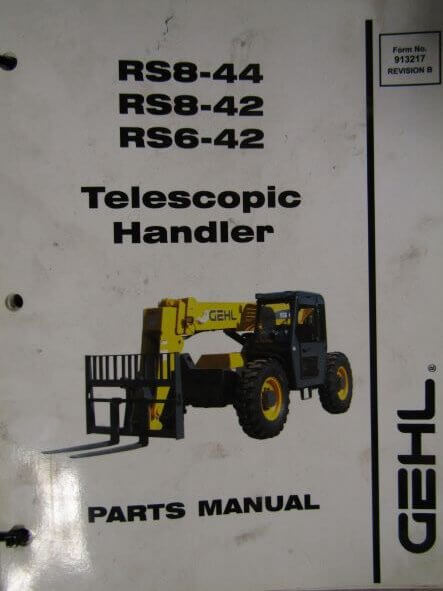 Form No.
913217
REVISION B
RS8-44
RS8-42
RS6-42
Telescopic
Handler
GEHL
PARTS MANUAL
GEHL®